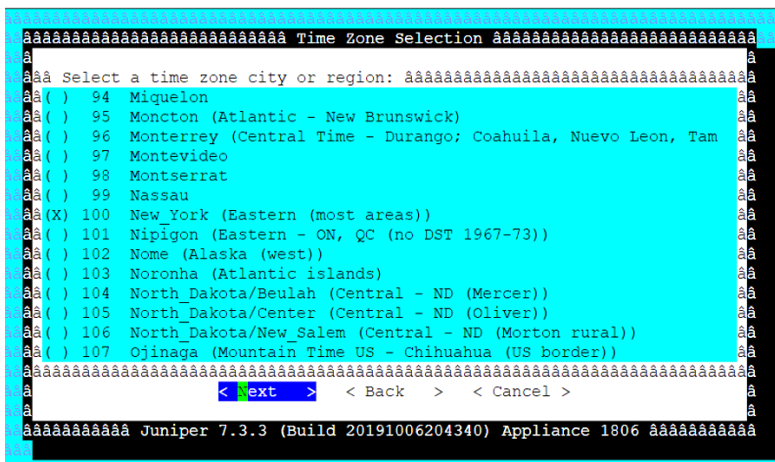 Time Zone Selection
Select a time zone city or region:
( ) 94 Miquelon
( ) 95 Moncton (Atlantic - New Brunswick)
( ) 96 Monterrey (Central Time - Durango; Coahuila, Nuevo Leon, Tam
( ) 97 Montevideo
( ) 98 Montserrat
( ) 99 Nassau
(X) 100 New_York (Eastern (most areas))
( ) 101 Nipigon (Eastern - ON, QC (no DST 1967-73))
( ) 102 Nome (Alaska (west))
( ) 103 Noronha (Atlantic islands)
( ) 104 North_Dakota/Beulah (Central - ND (Mercer))
( ) 105 North_Dakota/Center (Central - ND (Oliver))
( ) 106 North_Dakota/New_Salem (Central - ND (Morton rural))
( ) 107 Ojinaga (Mountain Time US - Chihuahua (US border))
< Next > < Back > < Cancel >
Juniper 7.3.3 (Build 20191006204340) Appliance 1806